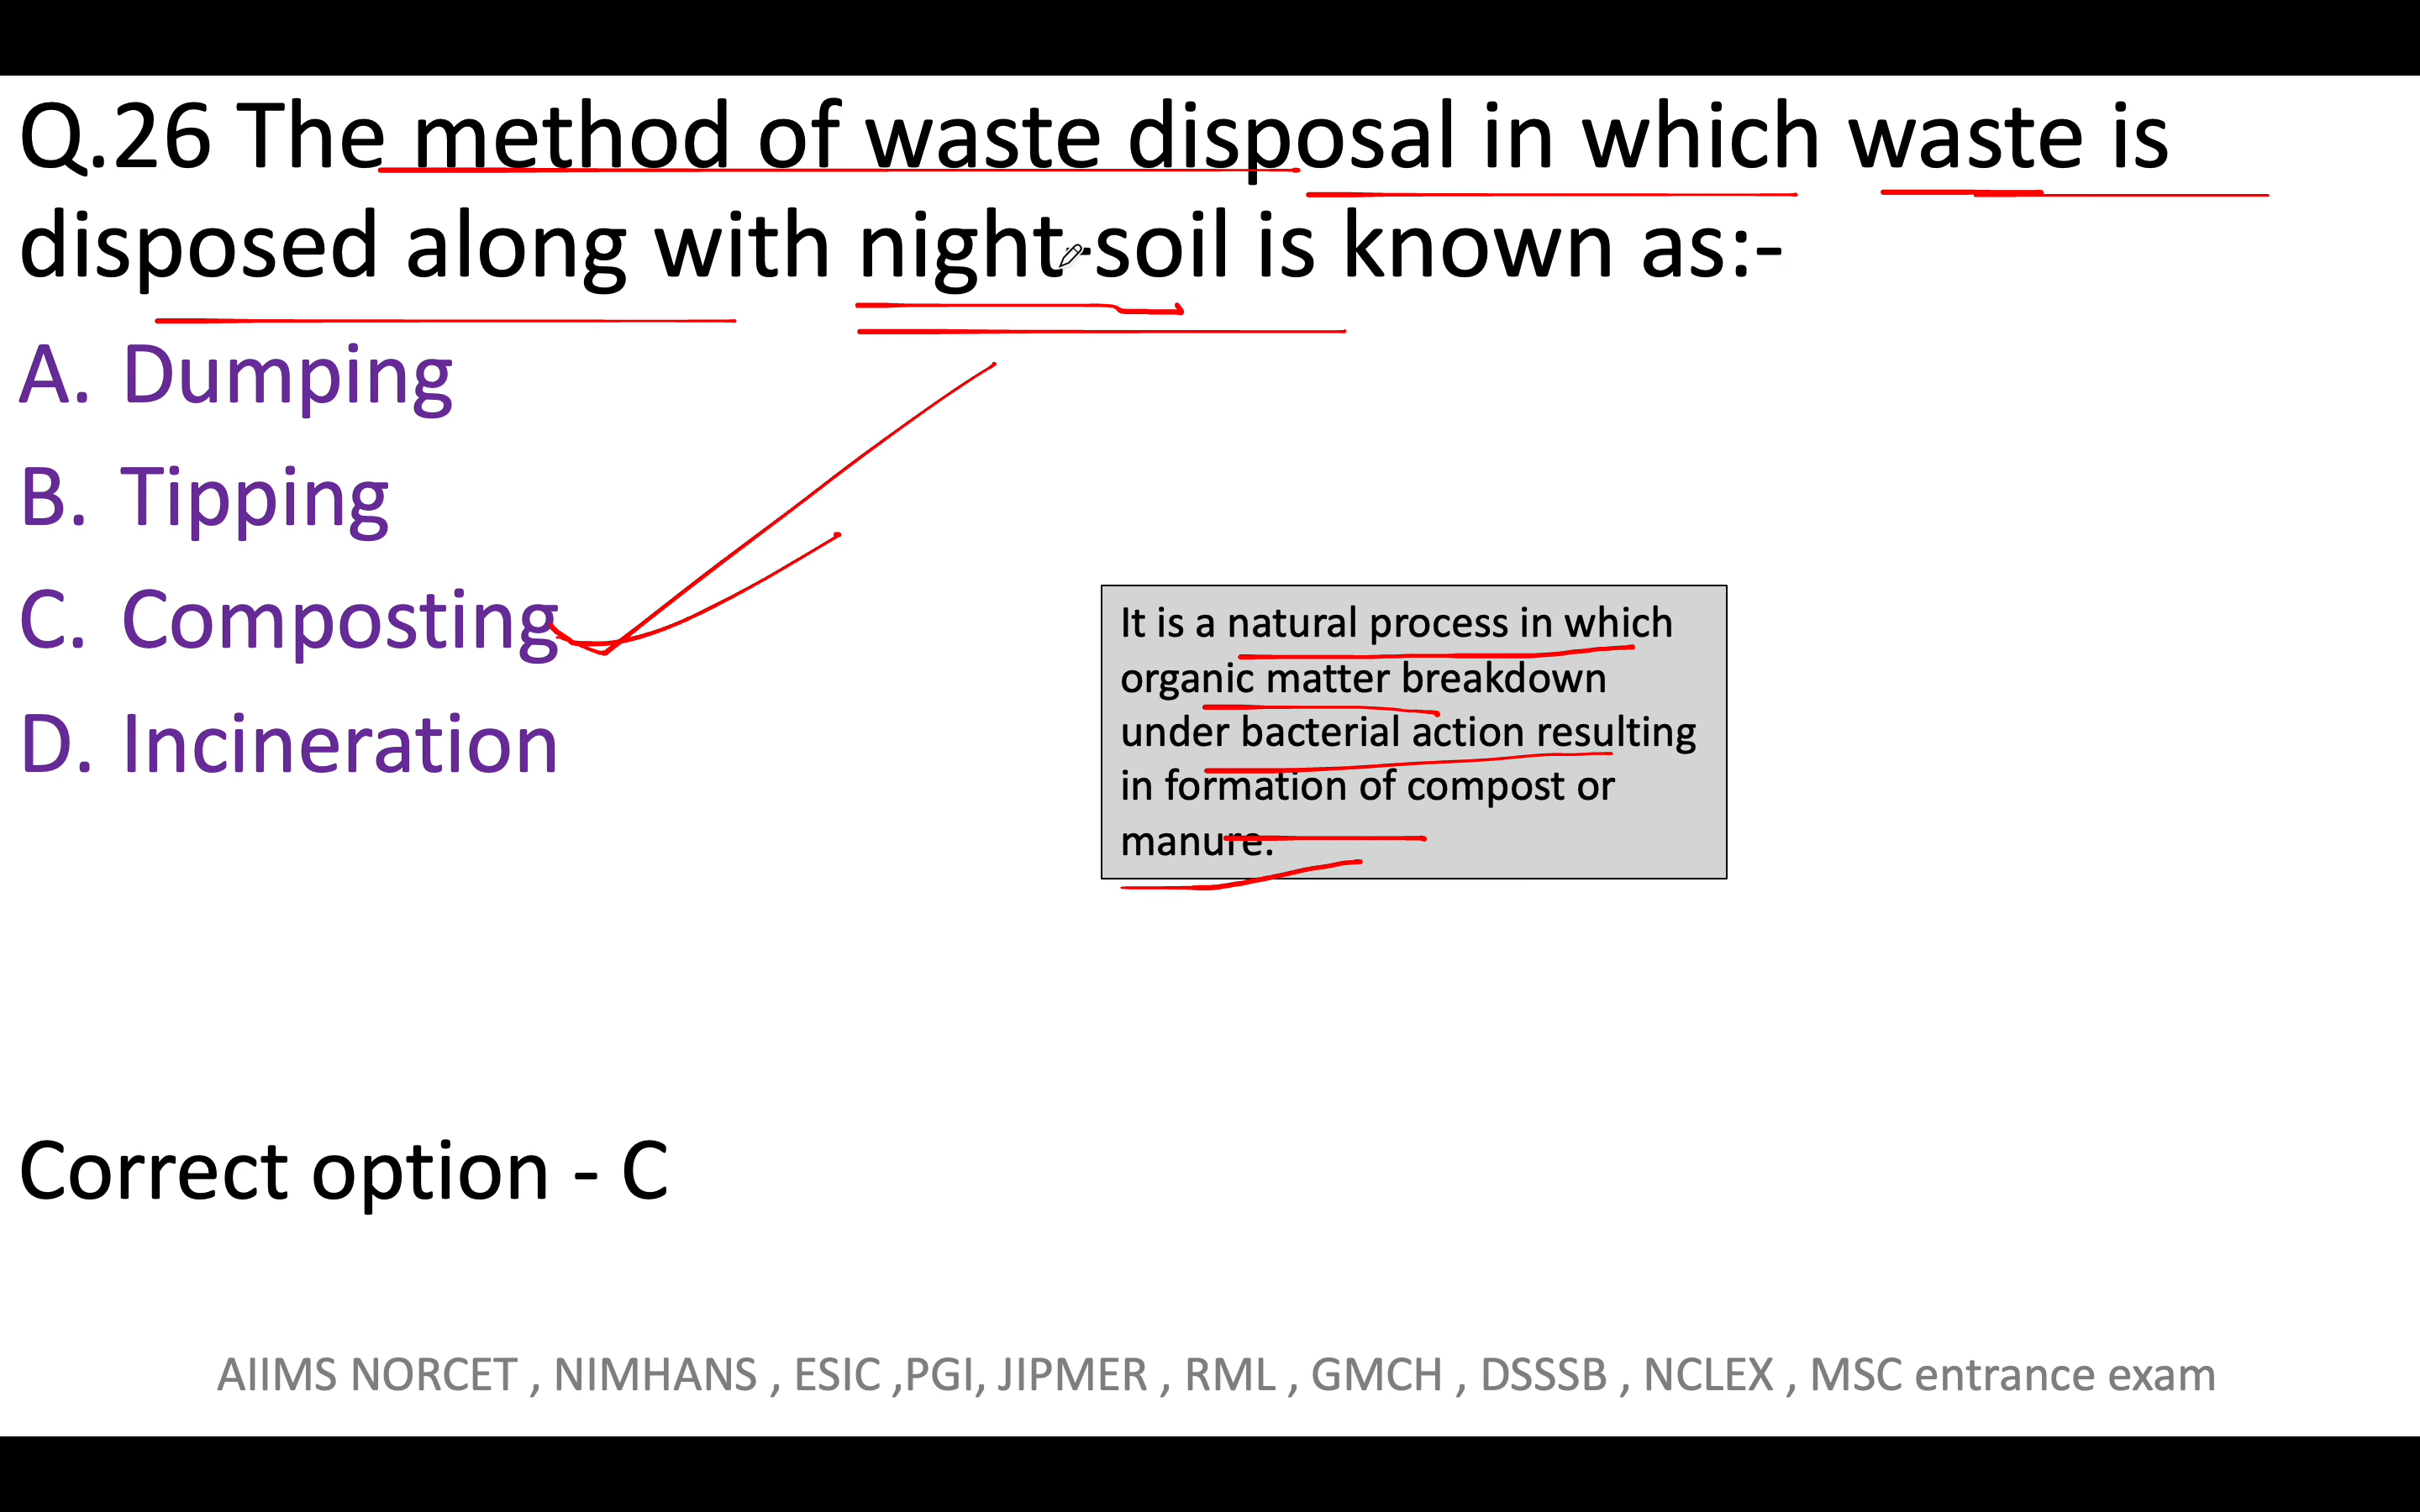 Q.26 The method of waste disposal in which waste is
disposed along with night-soil is known as:-
A. Dumping
B. Tipping
C. Composting
D. Incineration
It is a natural process in which
organic matter breakdown
under bacterial action resulting
in formation of compost or
manure.
Correct option - C
AIIMS NORCET , NIMHANS , ESIC ,PGI, JIPMER , RML , GMCH , DSSSB , NCLEX , MSC entrance exam